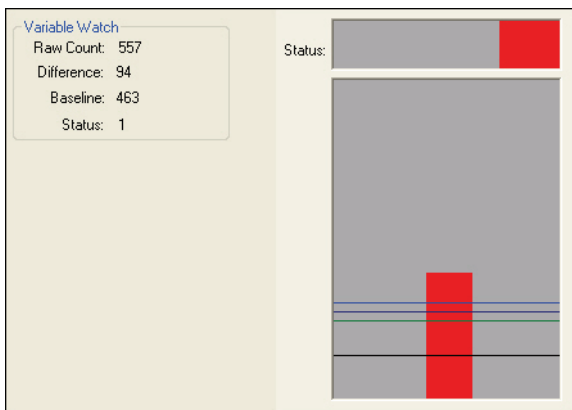 Variable Watch
Raw Count: 557
Status:
Difference: 94
Baseline: 463
Status: 1